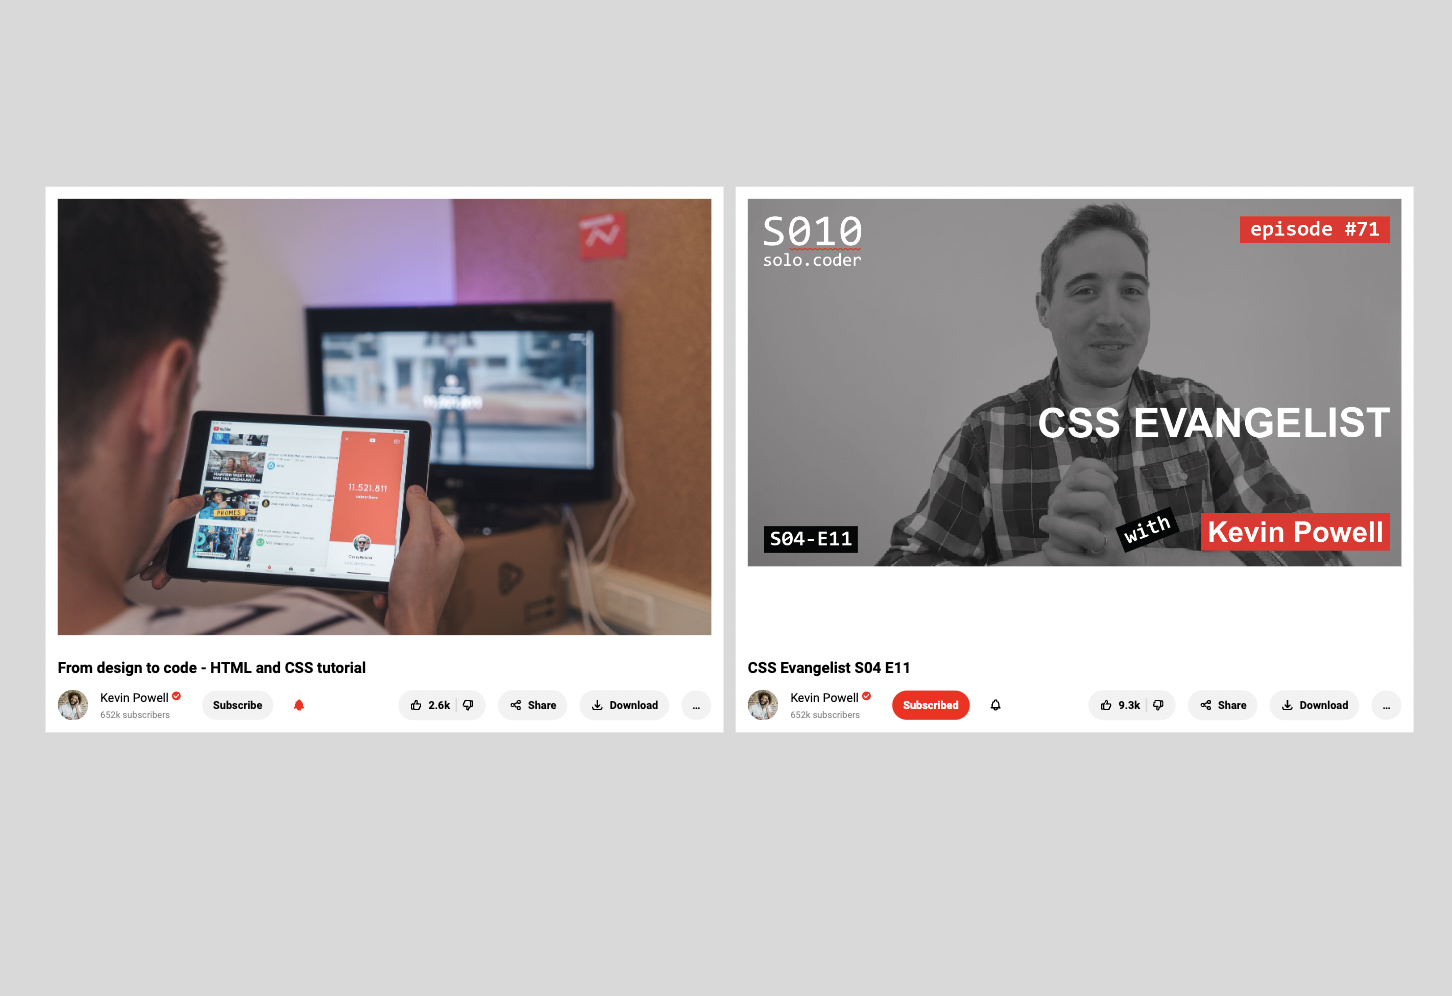 YouTube
PROMES
11.521.811
From design to code - HTML and CSS tutorial
Kevin Powell
652k subscribers
Subscribe
2.6k
Share
Download
...
S010
solo.coder
episode #71
CSS EVANGELIST
with
Kevin Powell
S04-E11
CSS Evangelist S04 E11
Kevin Powell
652k subscribers
Subscribed
9.3k
Share
Download
...